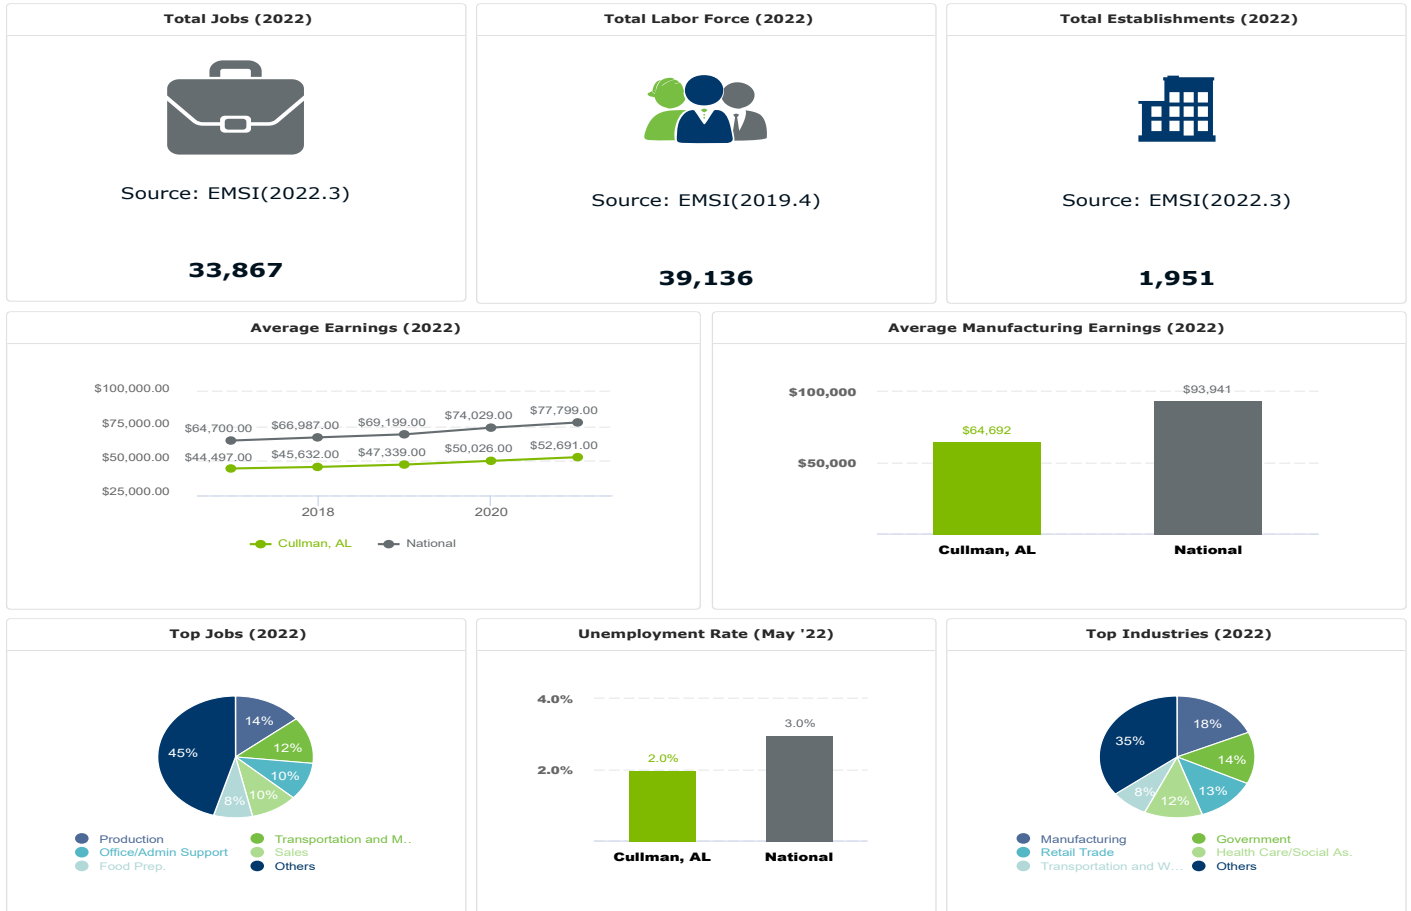 Total Jobs (2022)
Source: EMSI(2022.3)
33,867
Total Labor Force (2022)
Source: EMSI(2019.4)
39,136
Total Establishments (2022)
Source: EMSI(2022.3)
1,951
Average Earnings (2022)
$100,000.00
$75,000.00
$50,000.00
$25,000.00
$64,700.00
$66,987.00
$69,199.00
$74,029.00
$77,799.00
$44,497.00
$45,632.00
$47,339.00
$50,026.00
$52,691.00
2018
2020
Cullman, AL
National
Average Manufacturing Earnings (2022)
$100,000
$50,000
$64,692
$93,941
Cullman, AL
National
Top Jobs (2022)
14%
12%
10%
10%
8%
45%
Production
Transportation and M..
Office/Admin Support
Sales
Food Prep.
Others
Unemployment Rate (May '22)
4.0%
2.0%
2.0%
3.0%
Cullman, AL
National
Top Industries (2022)
18%
14%
13%
12%
8%
35%
Manufacturing
Government
Retail Trade
Health Care/Social As.
Transportation and W...
Others